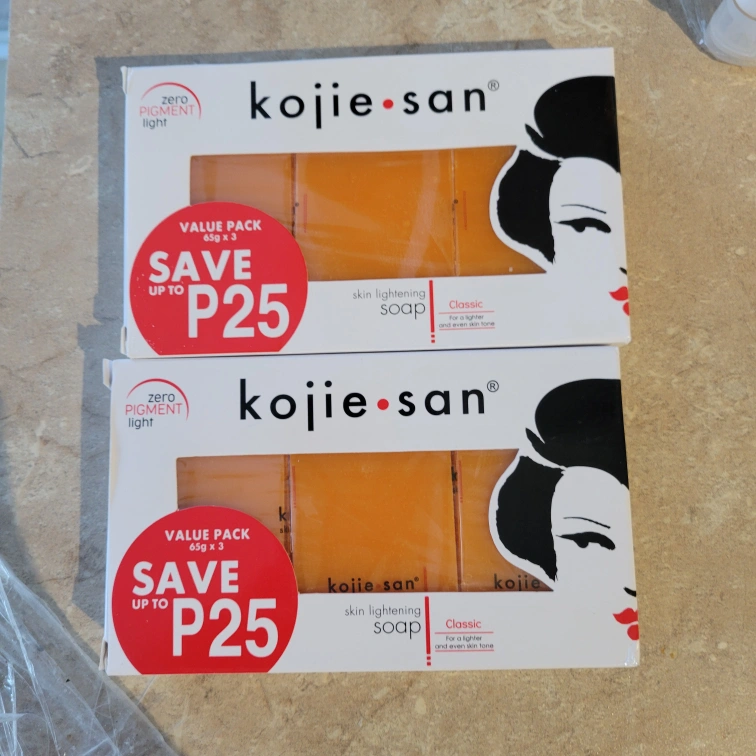 zero
PIGMENT
light
kojie•san®
VALUE PACK
65g x 3
SAVE
UP TO P25
skin lightening
soap
Classic
For a lighter
and even skin tone
zero
PIGMENT
light
kojie•san®
VALUE PACK
65g x 3
SAVE
UP TO P25
k
kojie san®
kojie
skin lightening
soap
Classic
For a lighter
and even skin tone